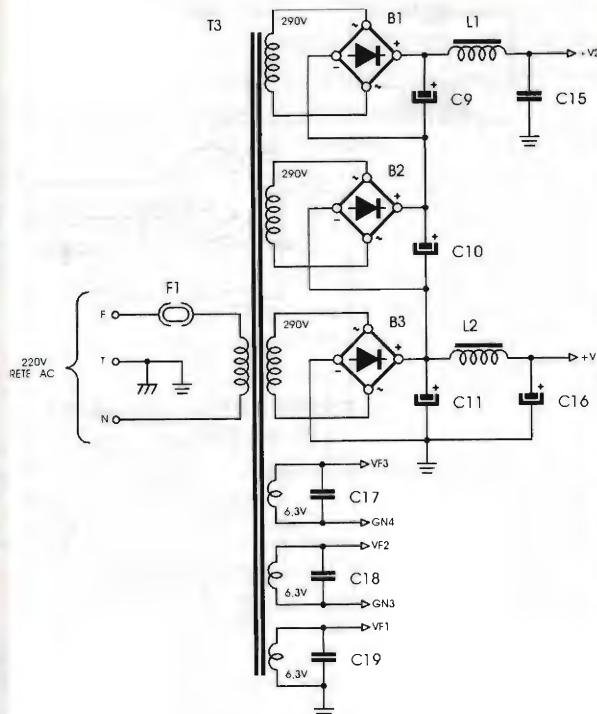 T3
290V
B1
L1
+V2
C9
C15
290V
B2
C10
F1
F
220V
RETE AC
T
N
290V
B3
L2
+V
C11
C16
VF3
C17
6,3V
GN4
VF2
C18
6,3V
GN3
VF1
C19
6,3V